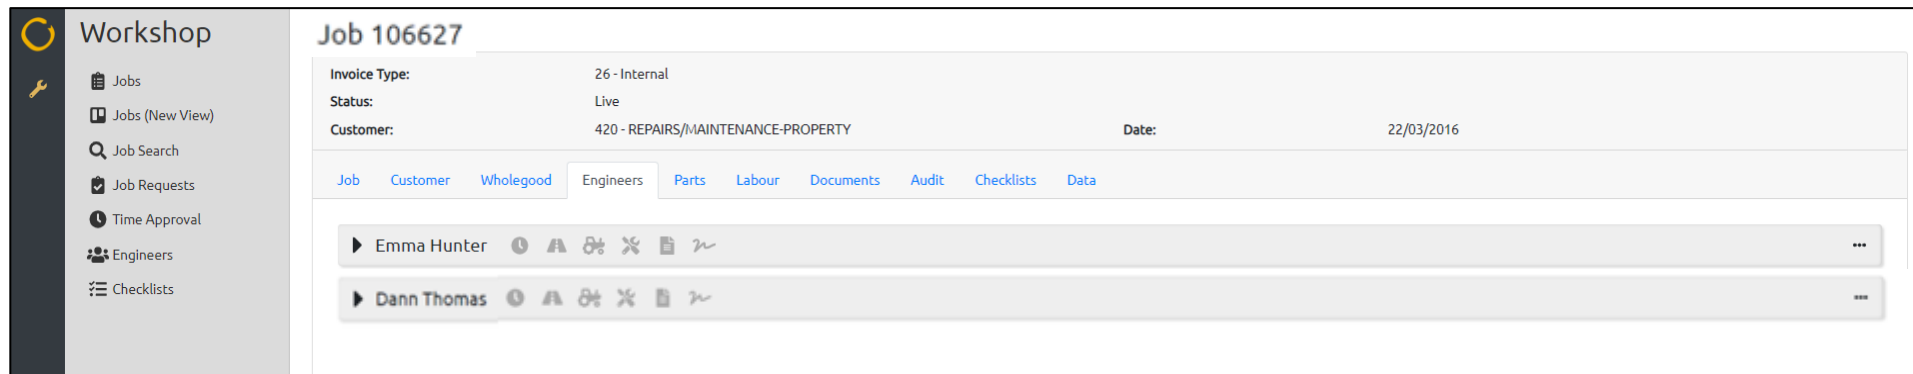 Workshop
Jobs
Jobs (New View)
Job Search
Job Requests
Time Approval
Engineers
Checklists
Job 106627
Invoice Type: 26 - Internal
Status: Live
Customer: 420 - REPAIRS/MAINTENANCE-PROPERTY Date: 22/03/2016
Job Customer Wholegood Engineers Parts Labour Documents Audit Checklists Data
Emma Hunter
Dann Thomas